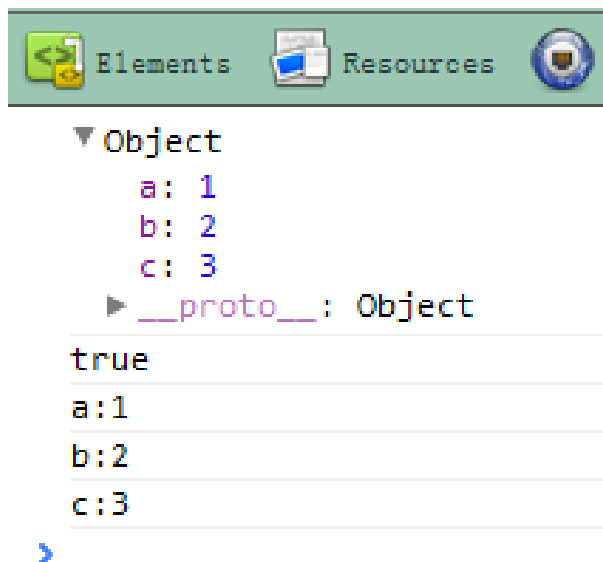 Elements Resources
Object
a: 1
b: 2
c: 3
__proto__: Object
true
a:1
b:2
c:3